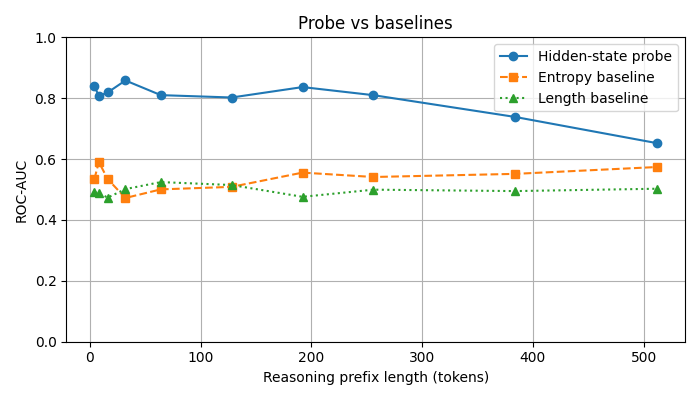 Probe vs baselines
1.0
0.8
0.6
0.4
0.2
0.0
ROC-AUC
Hidden-state probe
Entropy baseline
Length baseline
0 100 200 300 400 500
Reasoning prefix length (tokens)